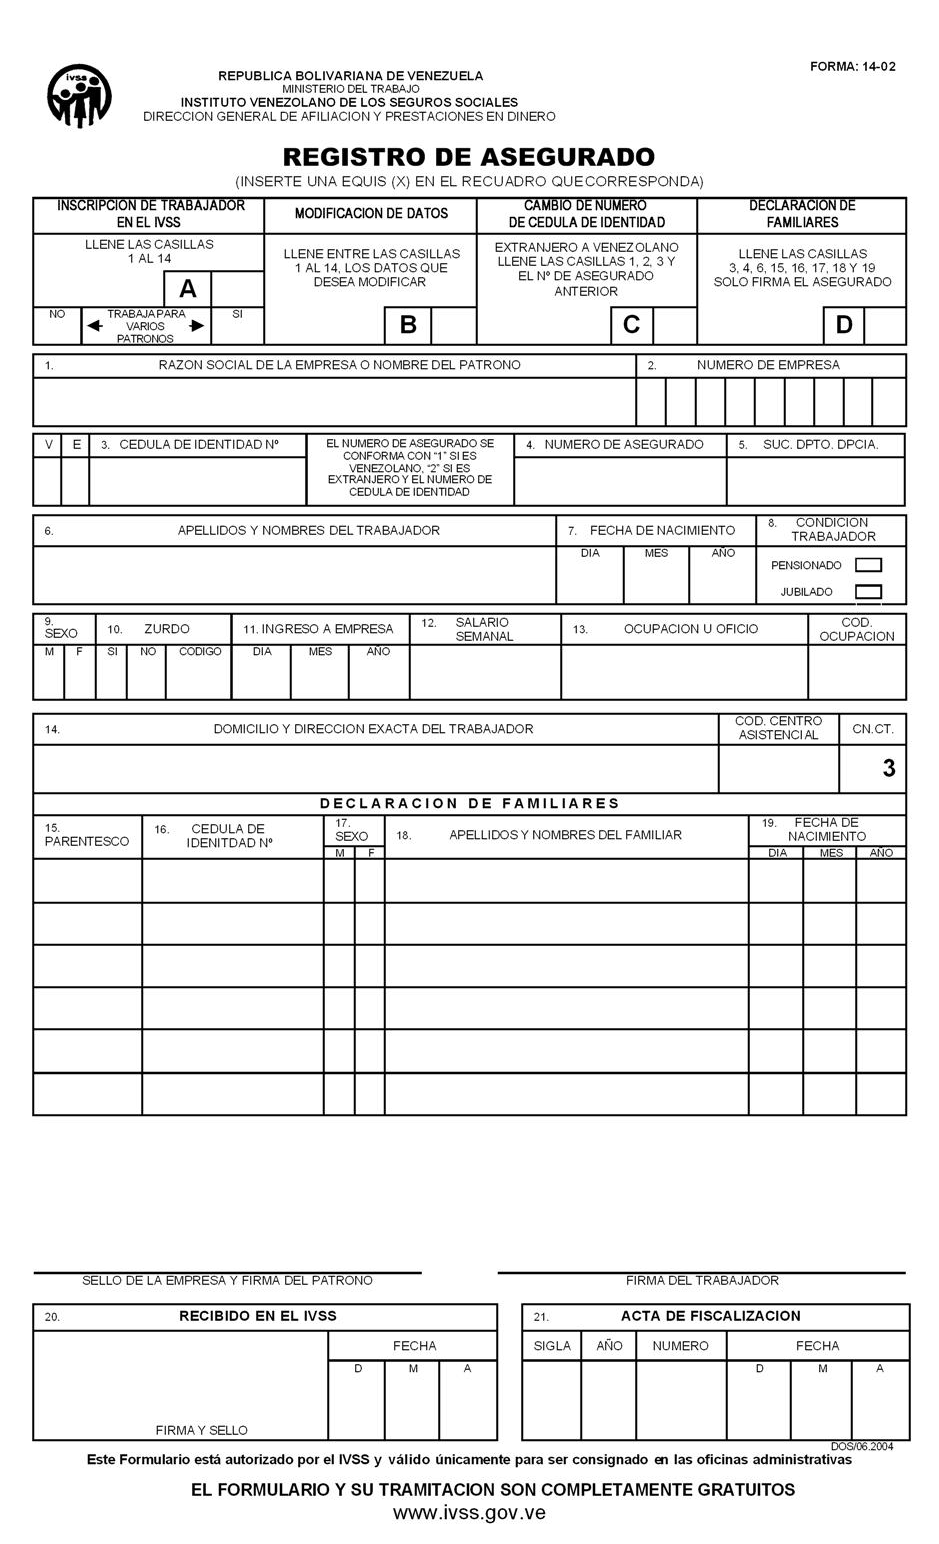 FORMA: 14-02
ivss
REPUBLICA BOLIVARIANA DE VENEZUELA
MINISTERIO DEL TRABAJO
INSTITUTO VENEZOLANO DE LOS SEGUROS SOCIALES
DIRECCION GENERAL DE AFILIACION Y PRESTACIONES EN DINERO
REGISTRO DE ASEGURADO
(INSERTE UNA EQUIS (X) EN EL RECUADRO QUECORRESPONDA)
INSCRIPCION DE TRABAJADOR
EN EL IVSS
LLENE LAS CASILLAS
1 AL 14
A
NO
TRABAJA PARA
VARIOS
PATRONOS
SI
MODIFICACION DE DATOS
LLENE ENTRE LAS CASILLAS
1 AL 14, LOS DATOS QUE
DESEA MODIFICAR
B
CAMBIO DE NUMERO
DE CEDULA DE IDENTIDAD
EXTRANJERO A VENEZOLANO
LLENE LAS CASILLAS 1, 2, 3 Y
EL Nº DE ASEGURADO
ANTERIOR
C
DECLARACION DE
FAMILIARES
LLENE LAS CASILLAS
3, 4, 6, 15, 16, 17, 18 Y 19
SOLO FIRMA EL ASEGURADO
D
1. RAZON SOCIAL DE LA EMPRESA O NOMBRE DEL PATRONO
2. NUMERO DE EMPRESA
V E 3. CEDULA DE IDENTIDAD Nº
EL NUMERO DE ASEGURADO SE
CONFORMA CON "1" SI ES
VENEZOLANO, "2" SI ES
EXTRANJERO Y EL NUMERO DE
CEDULA DE IDENTIDAD
4. NUMERO DE ASEGURADO
5. SUC. DPTO. DPCIA.
6. APELLIDOS Y NOMBRES DEL TRABAJADOR
7. FECHA DE NACIMIENTO
DIA MES AÑO
8. CONDICION
TRABAJADOR
PENSIONADO
JUBILADO
9.
SEXO
M F
10. ZURDO
SI NO CODIGO
11. INGRESO A EMPRESA
DIA MES AÑO
12. SALARIO
SEMANAL
13. OCUPACION U OFICIO
COD.
OCUPACION
14. DOMICILIO Y DIRECCION EXACTA DEL TRABAJADOR
COD. CENTRO
ASISTENCIAL
CN.CT.
3
DECLARACION DE FAMILIARES
15.
PARENTESCO
16. CEDULA DE
IDENITDAD Nº
17.
SEXO
M F
18. APELLIDOS Y NOMBRES DEL FAMILIAR
19. FECHA DE
NACIMIENTO
DIA MES AÑO
SELLO DE LA EMPRESA Y FIRMA DEL PATRONO
FIRMA DEL TRABAJADOR
20. RECIBIDO EN EL IVSS
FECHA
D M A
FIRMA Y SELLO
21. ACTA DE FISCALIZACION
SIGLA AÑO NUMERO FECHA
D M A
DOS/06.2004
Este Formulario está autorizado por el IVSS y válido únicamente para ser consignado en las oficinas administrativas
EL FORMULARIO Y SU TRAMITACION SON COMPLETAMENTE GRATUITOS
www.ivss.gov.ve